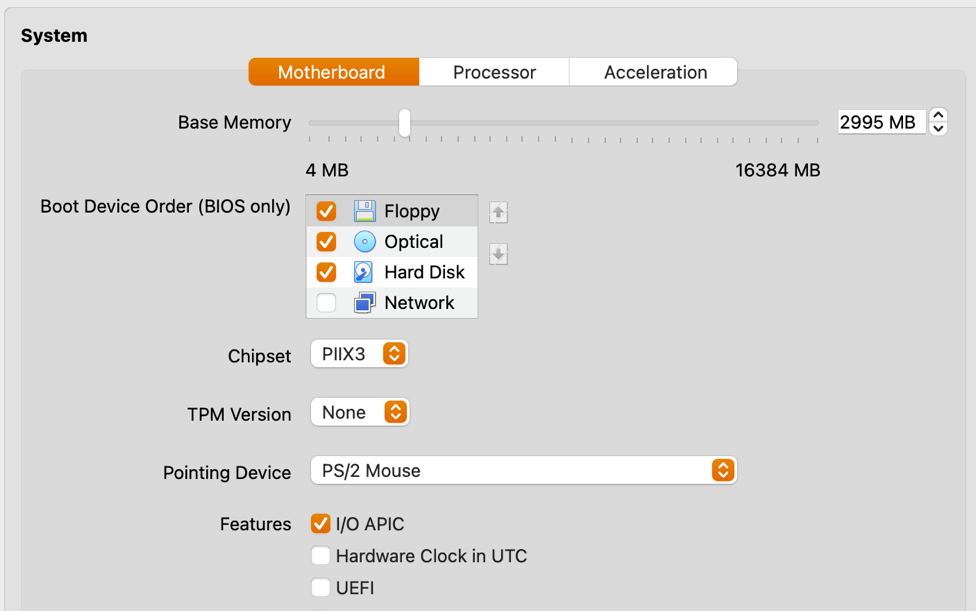 System
Motherboard Processor Acceleration
Base Memory 2995 MB
4 MB 16384 MB
Boot Device Order (BIOS only) Floppy
Optical
Hard Disk
Network
Chipset PIIX3
TPM Version None
Pointing Device PS/2 Mouse
Features I/O APIC
Hardware Clock in UTC
UEFI